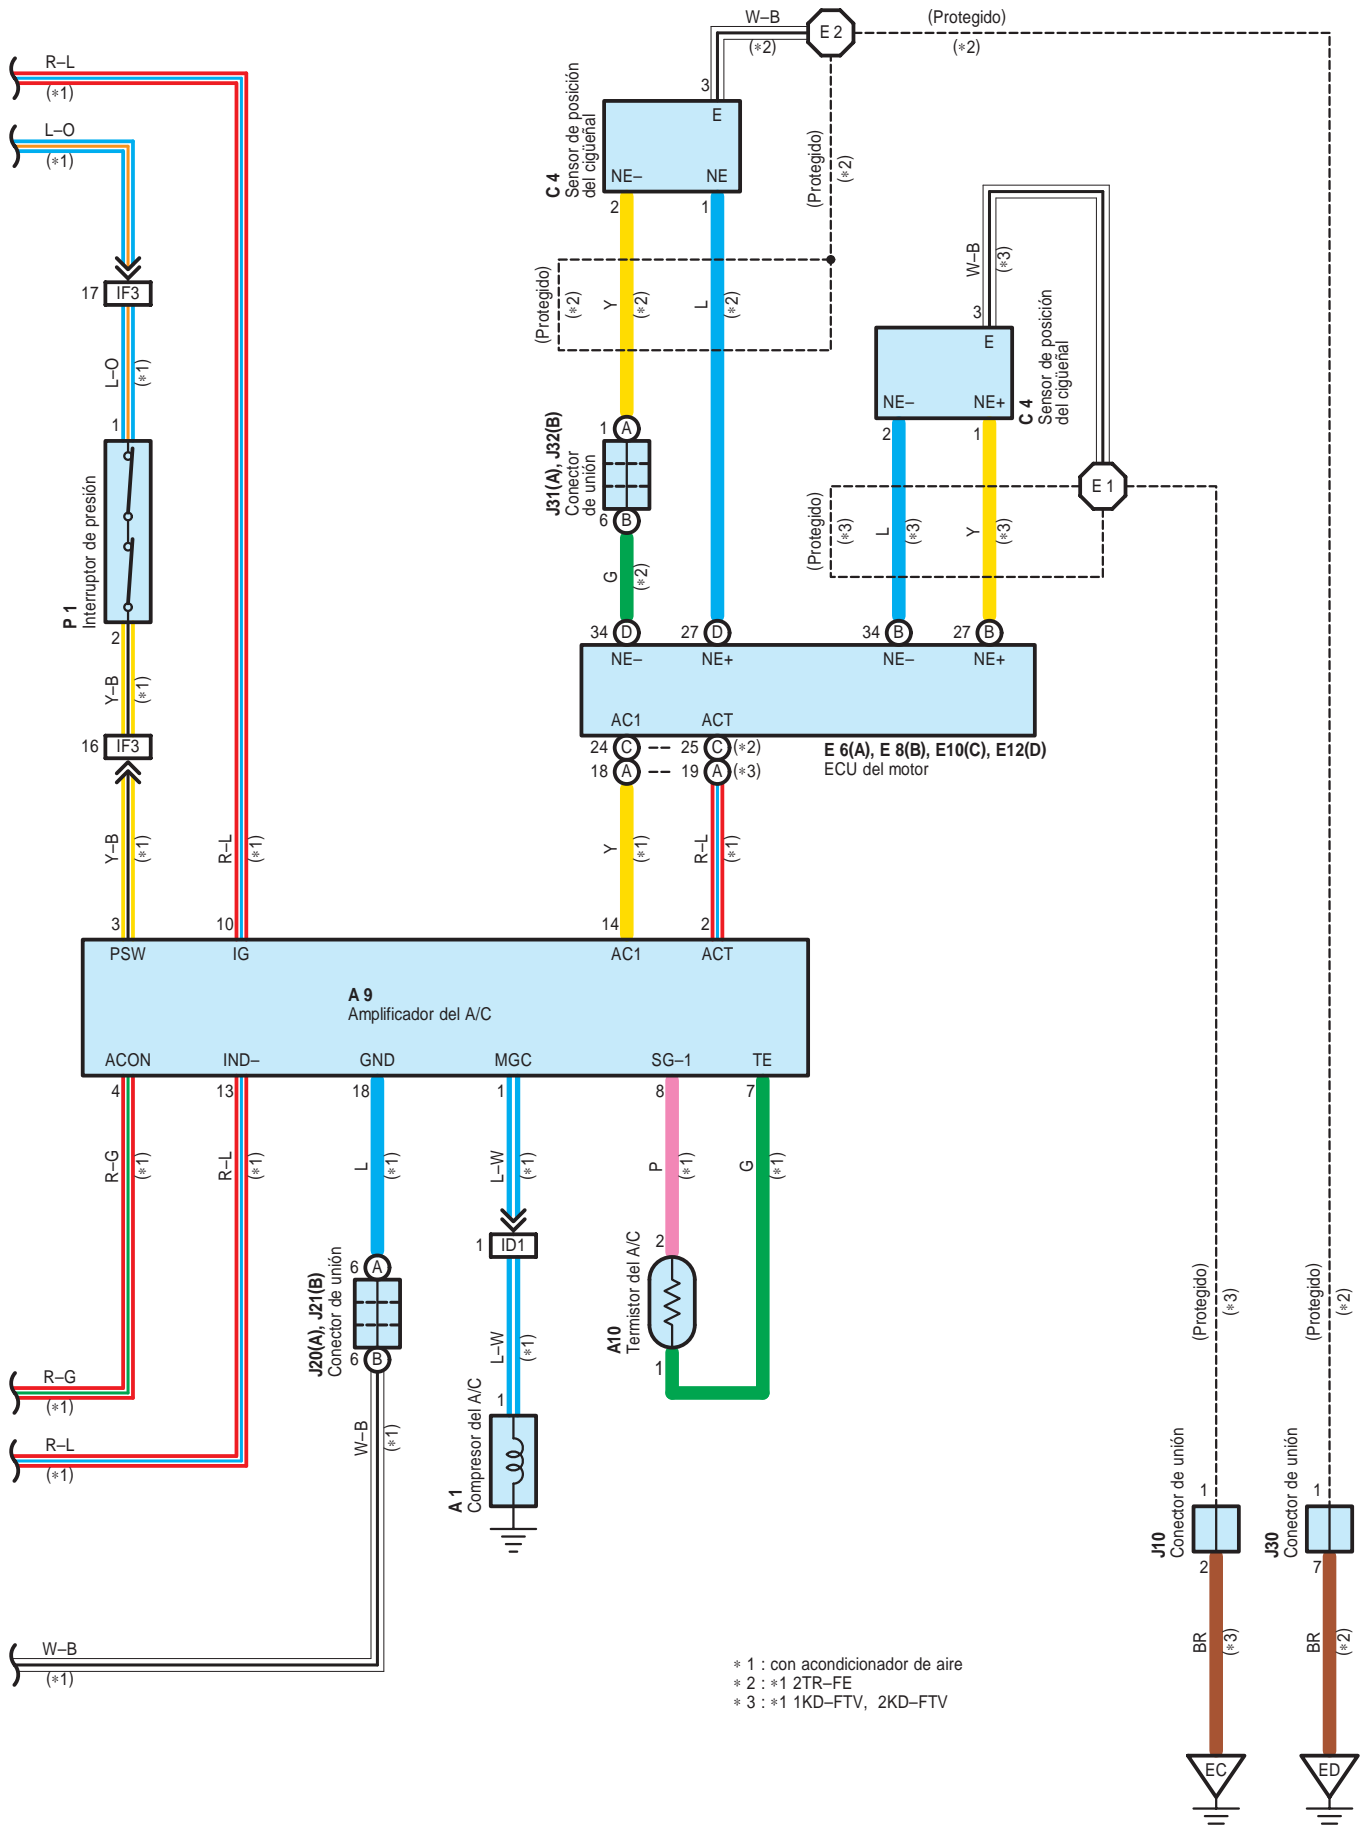 W–B
(∗2)
E 2
(Protegido)
(∗2)
R–L
(∗1)
L–O
(∗1)
3
E
NE–
NE
C 4
Sensor de posición
del cigüeñal
2
1
(Protegido)
(∗2)
(Protegido)
(∗2)
Y
(∗2)
L
(∗2)
W–B
(∗3)
17
IF3
L–O
(∗1)
3
E
NE–
NE+
C 4
Sensor de posición
del cigüeñal
2
1
1
P 1
Interruptor de presión
2
1
A
J31(A), J32(B)
Conector
de unión
6
B
G
(∗2)
E 1
(Protegido)
(∗3)
L
(∗3)
Y
(∗3)
34
D
27
D
34
B
27
B
NE–
NE+
NE–
NE+
AC1
ACT
Y–B
(∗1)
16
IF3
24
C
25
C
(∗2)
18
A
19
A
(∗3)
E 6(A), E 8(B), E10(C), E12(D)
ECU del motor
Y–B
(∗1)
R–L
(∗1)
Y
(∗1)
R–L
(∗1)
3
10
14
2
PSW
IG
AC1
ACT
A 9
Amplificador del A/C
ACON
IND–
GND
MGC
SG–1
TE
4
13
18
1
8
7
R–G
(∗1)
R–L
(∗1)
L
(∗1)
L–W
(∗1)
P
(∗1)
G
(∗1)
1
ID1
2
6
A
J20(A), J21(B)
Conector de unión
6
B
L–W
(∗1)
A10
Termistor del A/C
1
(Protegido)
(∗3)
(Protegido)
(∗2)
R–G
(∗1)
R–L
(∗1)
W–B
(∗1)
1
A 1
Compresor del A/C
1
J10
Conector de unión
2
1
J30
Conector de unión
7
BR
(∗3)
BR
(∗2)
W–B
(∗1)
∗ 1 : con acondicionador de aire
∗ 2 : ∗1 2TR–FE
∗ 3 : ∗1 1KD–FTV, 2KD–FTV
EC
ED